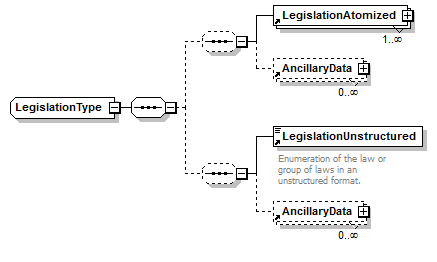 LegislationAtomized
1..∞
AncillaryData
0..∞
LegislationType
LegislationUnstructured
Enumeration of the law or
group of laws in an
unstructured format.
AncillaryData
0..∞